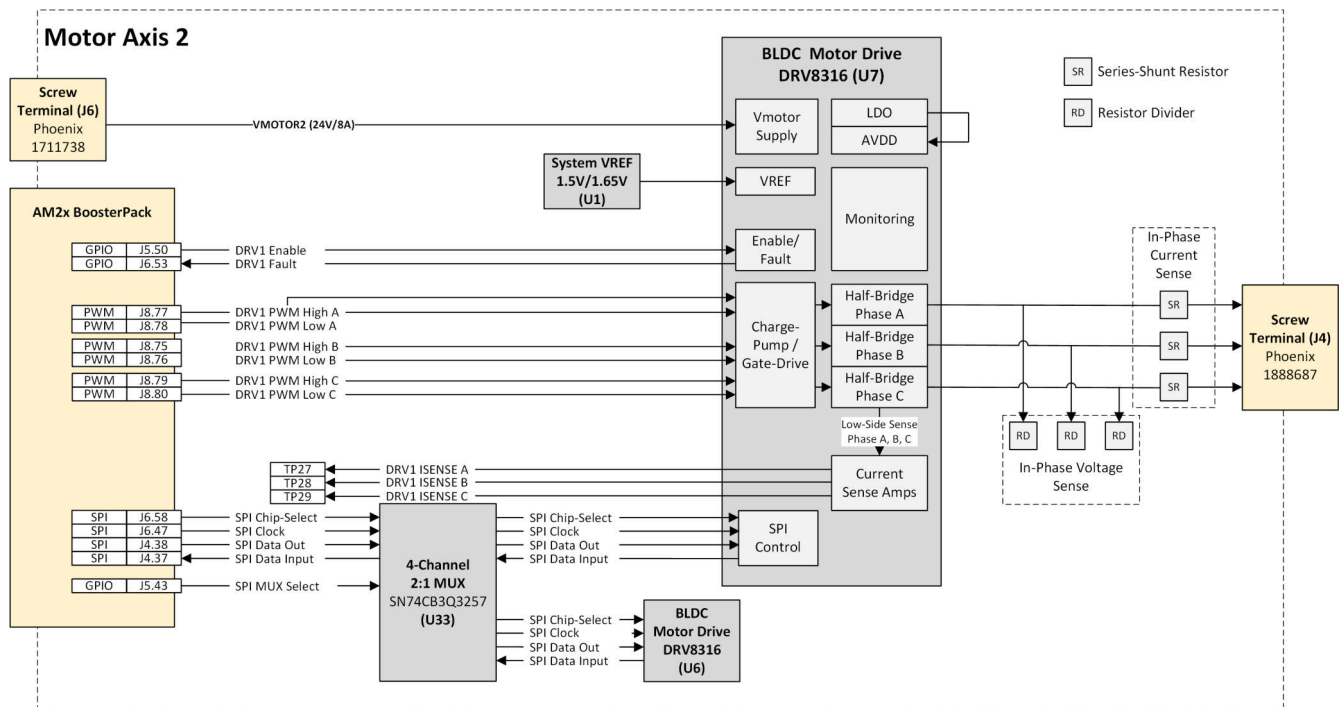 Motor Axis 2
Screw
Terminal (J6)
Phoenix
1711738
VMOTOR2 (24V/8A)
BLDC Motor Drive
DRV8316 (U7)
Vmotor
Supply
LDO
AVDD
SR
Series-Shunt Resistor
RD
Resistor Divider
System VREF
1.5V/1.65V
(U1)
VREF
Monitoring
AM2x BoosterPack
GPIO J5.50 DRV1 Enable
GPIO J6.53 DRV1 Fault
Enable/
Fault
PWM J8.77 DRV1 PWM High A
PWM J8.78 DRV1 PWM Low A
PWM J8.75 DRV1 PWM High B
PWM J8.76 DRV1 PWM Low B
PWM J8.79 DRV1 PWM High C
PWM J8.80 DRV1 PWM Low C
Charge-
Pump /
Gate-Drive
Half-Bridge
Phase A
Half-Bridge
Phase B
Half-Bridge
Phase C
In-Phase
Current
Sense
SR
SR
SR
Screw
Terminal (J4)
Phoenix
1888687
RD RD RD
In-Phase Voltage
Sense
Low-Side Sense
Phase A, B, C
Current
Sense Amps
TP27 DRV1 ISENSE A
TP28 DRV1 ISENSE B
TP29 DRV1 ISENSE C
SPI J6.58 SPI Chip-Select
SPI J6.47 SPI Clock
SPI J4.38 SPI Data Out
SPI J4.37 SPI Data Input
GPIO J5.43 SPI MUX Select
4-Channel
2:1 MUX
SN74CB3Q3257
(U33)
SPI Chip-Select
SPI Clock
SPI Data Out
SPI Data Input
SPI
Control
SPI Chip-Select
SPI Clock
SPI Data Out
SPI Data Input
BLDC
Motor Drive
DRV8316
(U6)